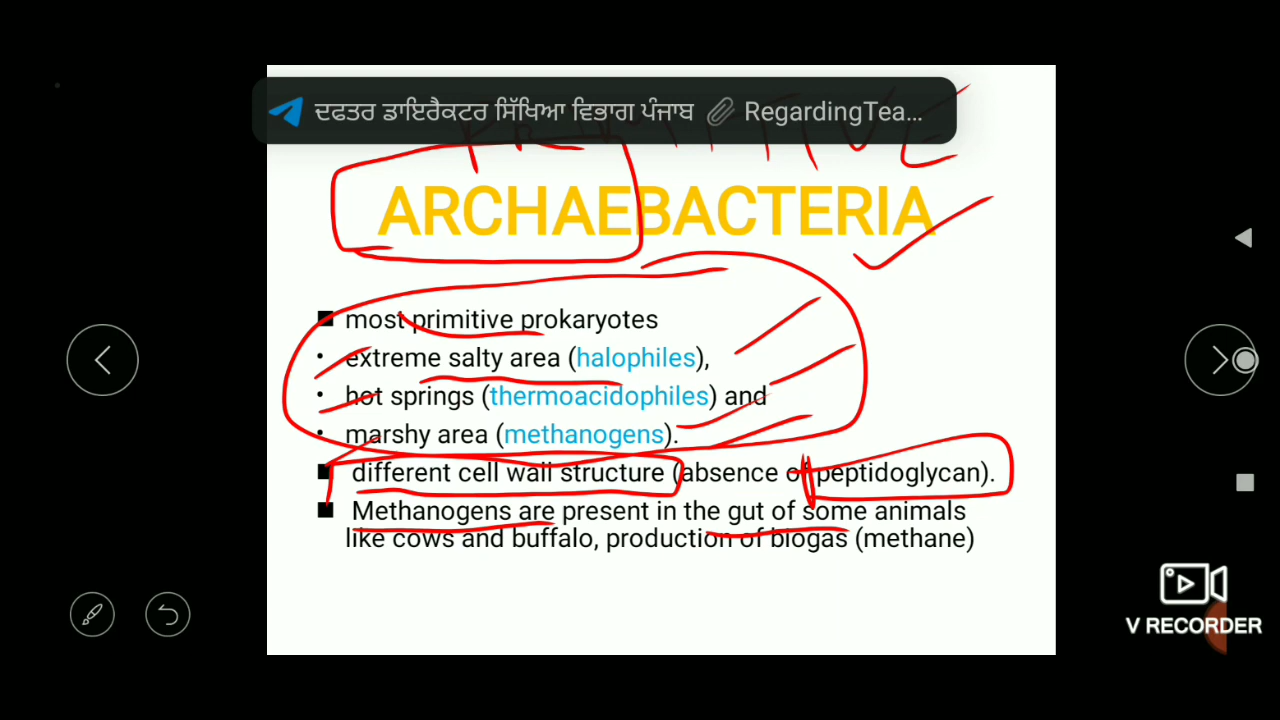 ਦਫਤਰ ਡਾਇਰੈਕਟਰ ਸਿੱਖਿਆ ਵਿਭਾਗ ਪੰਜਾਬ RegardingTea...
ARCHAEBACTERIA
most primitive prokaryotes
extreme salty area (halophiles),
hot springs (thermoacidophiles) and
marshy area (methanogens).
different cell wall structure (absence of peptidoglycan).
Methanogens are present in the gut of some animals
like cows and buffalo, production of biogas (methane)
V RECORDER